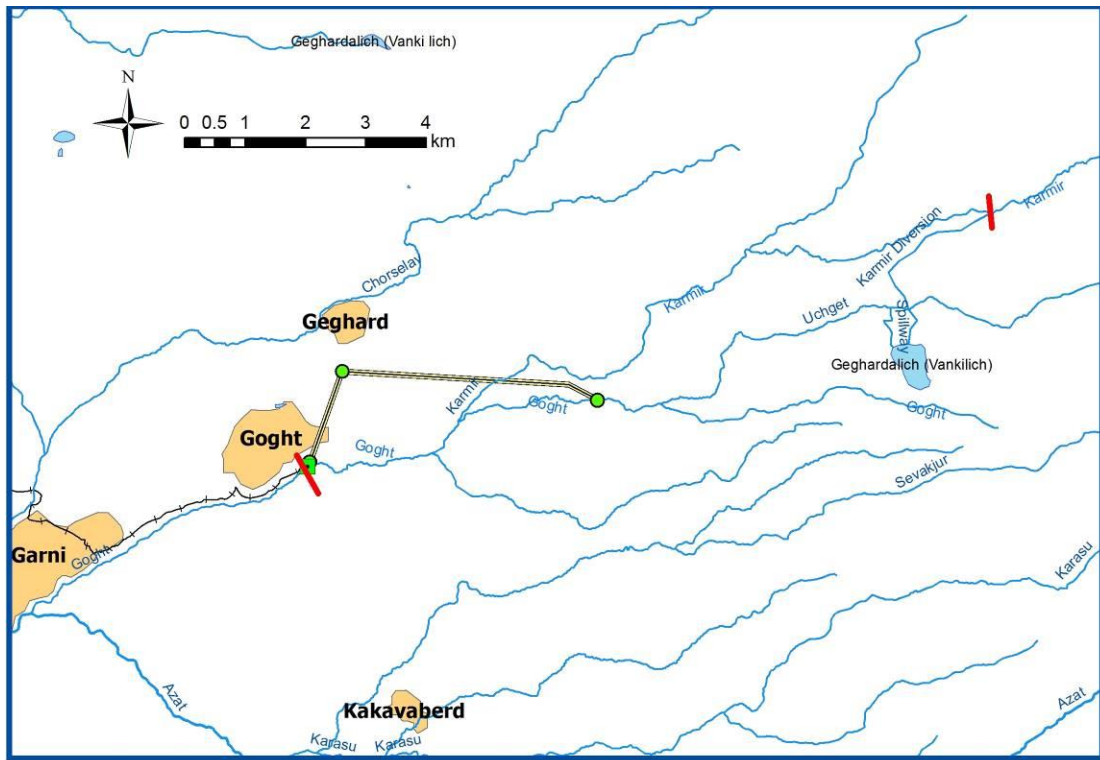 Geghardalich (Vanki lich)
N
0 0.5 1 2 3 4
km
Karmir
Karmir Diversion
Chorselay
Karmir
Uchget
Spillway
Geghard
Geghardalich (Vankilich)
Karmir
Goght
Goght
Goght
Goght
Sevakjur
Garni
Goght
Karasu
Azat
Azat
Kakavaberd
Karasu
Karasu